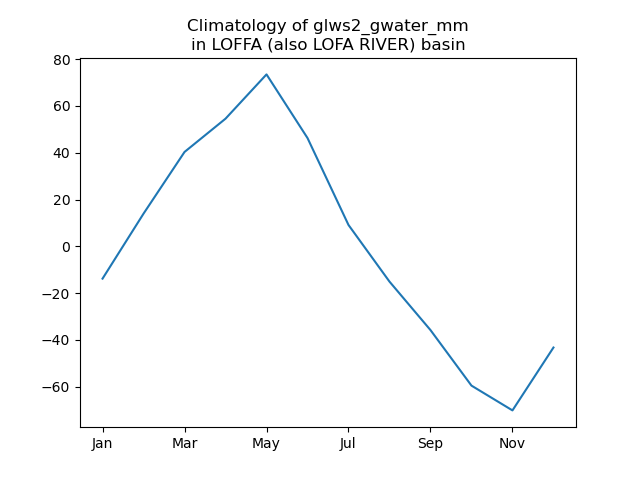 Climatology of glws2_gwater_mm
in LOFFA (also LOFA RIVER) basin
80
60
40
20
0
−20
−40
−60
Jan Mar May Jul Sep Nov